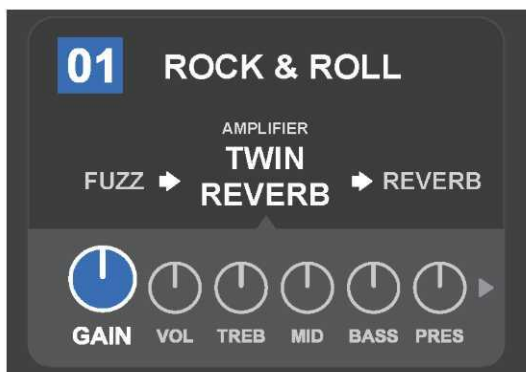 01 ROCK & ROLL
AMPLIFIER
FUZZ TWIN REVERB REVERB
GAIN VOL TREB MID BASS PRES